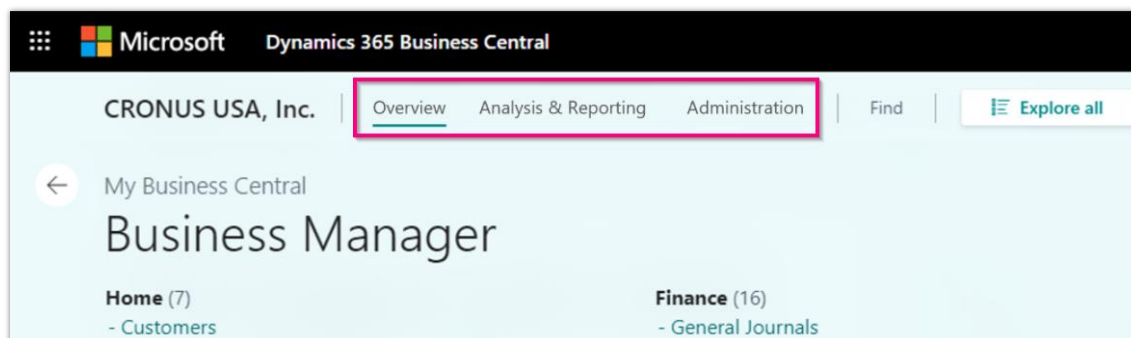 Microsoft Dynamics 365 Business Central
CRONUS USA, Inc. Overview Analysis & Reporting Administration Find Explore all
My Business Central
Business Manager
Home (7) Finance (16)
- Customers - General Journals